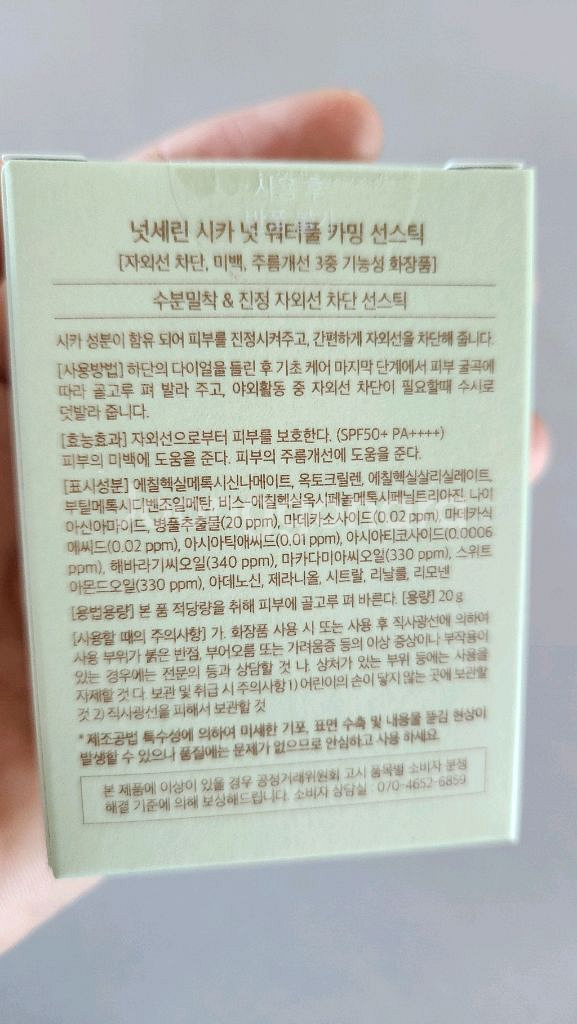 넛세린 시카 넛 워터풀 카밍 선스틱
[자외선 차단, 미백, 주름개선 3중 기능성 화장품]
수분밀착 & 진정 자외선 차단 선스틱
시카 성분이 함유 되어 피부를 진정시켜주고, 간편하게 자외선을 차단해 줍니다.
[사용방법] 하단의 다이얼을 돌린 후 기초 케어 마지막 단계에서 피부 굴곡에
따라 골고루 펴 발라 주고, 야외활동 중 자외선 차단이 필요할때 수시로
덧발라 줍니다.
[효능효과] 자외선으로부터 피부를 보호한다. (SPF50+ PA++++)
피부의 미백에 도움을 준다. 피부의 주름개선에 도움을 준다.
[표시성분] 에칠헥실메톡시신나메이트, 옥토크릴렌, 에칠헥실살리실레이트,
부틸메톡시디벤조일메탄, 비스-에칠헥실옥시페놀메톡시페닐트리아진, 나이
아신아마이드, 병풀추출물(20 ppm), 마데카소사이드(0.02 ppm), 마데카식
애씨드(0.02 ppm), 아시아틱애씨드(0.01 ppm), 아시아티코사이드(0.0006
ppm), 해바라기씨오일(340 ppm), 마카다미아씨오일(330 ppm), 스위트
아몬드오일(330 ppm), 아데노신, 제라니올, 시트랄, 리날룰, 리모넨
[용법용량] 본 품 적당량을 취해 피부에 골고루 펴 바른다. [용량] 20 g
[사용할 때의 주의사항] 가. 화장품 사용 시 또는 사용 후 직사광선에 의하여
사용 부위가 붉은 반점, 부어오름 또는 가려움증 등의 이상 증상이나 부작용이
있는 경우에는 전문의 등과 상담할 것 나. 상처가 있는 부위 등에는 사용을
자제할 것 다. 보관 및 취급 시 주의사항 1) 어린이의 손이 닿지 않는 곳에 보관할
것 2) 직사광선을 피해서 보관할 것
* 제조공법 특수성에 의하여 미세한 기포, 표면 수축 및 내용물 뜯김 현상이
발생할 수 있으나 품질에는 문제가 없으므로 안심하고 사용 하세요.
본 제품에 이상이 있을 경우 공정거래위원회 고시 품목별 소비자 분쟁
해결 기준에 의해 보상해드립니다. 소비자 상담실 : 070-4652-6859